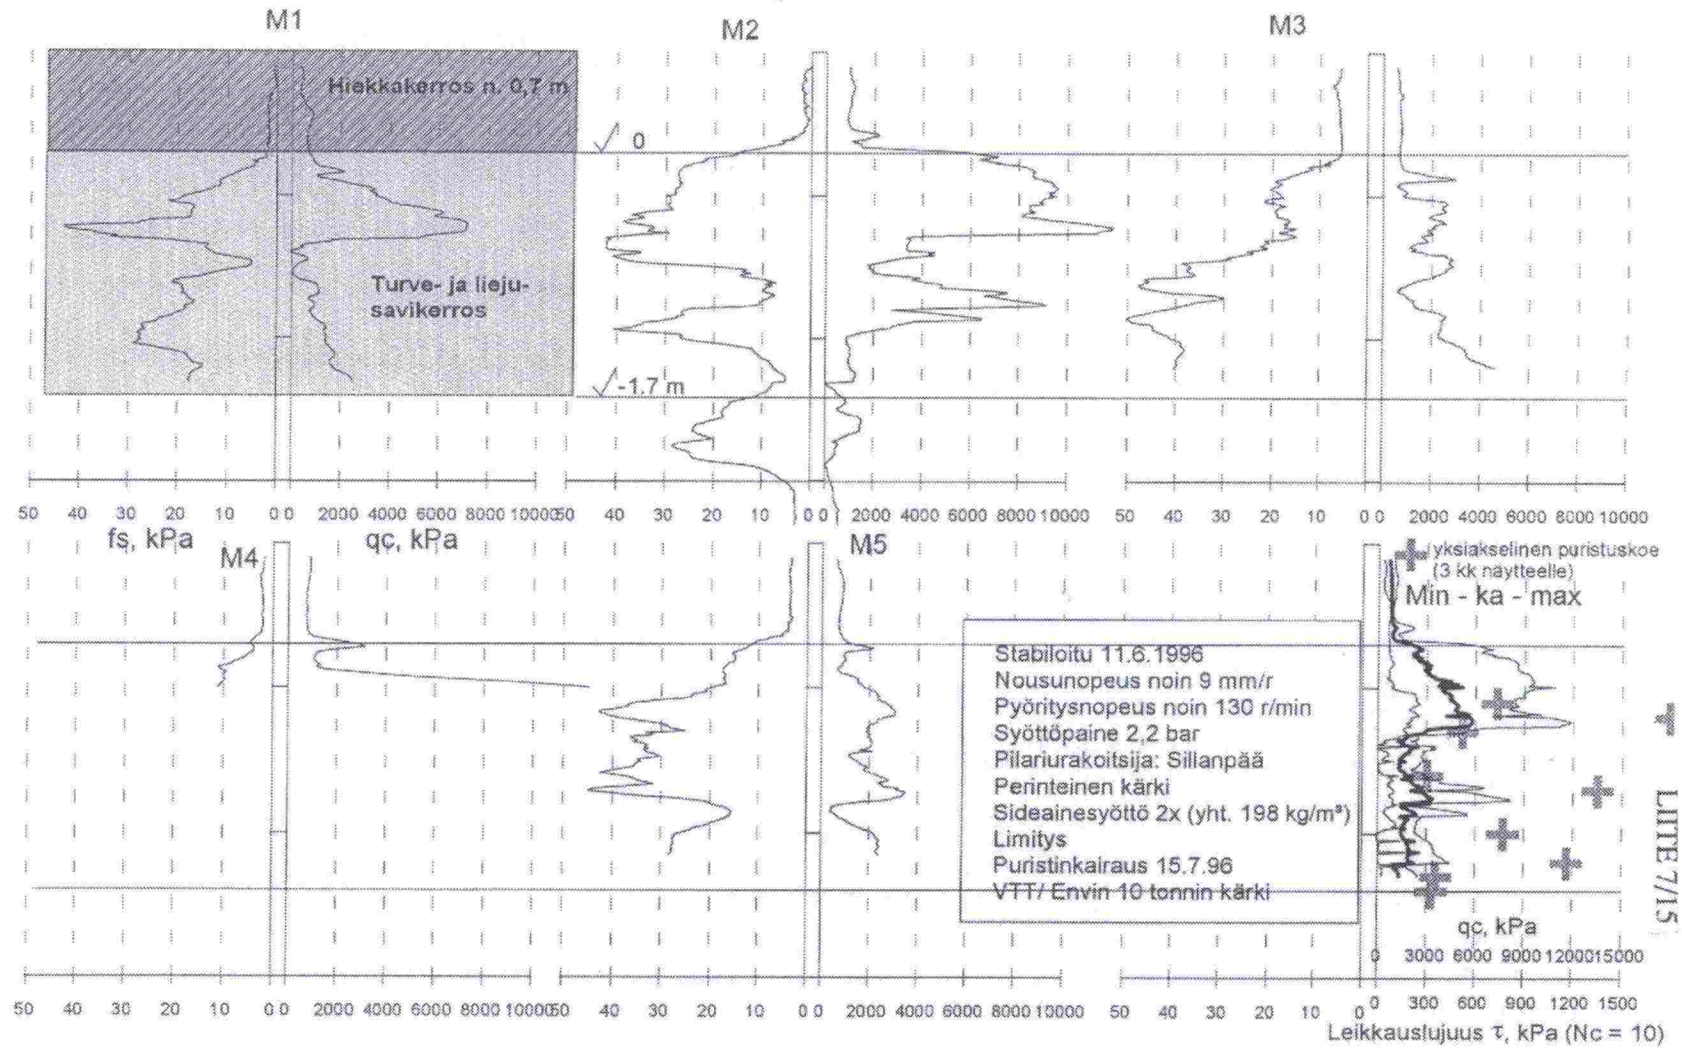 M1
M2
M3
Hiekkakerros n. 0,7 m
0
Turve- ja lieju-
savikerros
-1.7 m
50 40 30 20 10 0 0 2000 4000 6000 8000 10000 50 40 30 20 10 0 0 2000 4000 6000 8000 10000 50 40 30 20 10 0 0 2000 4000 6000 8000 10000
fs, kPa
qc, kPa
M4
M5
yksiakselinen puristuskoe
(3 kk näytteelle)
Min - ka - max
Stabiloitu 11.6.1996
Nousunopeus noin 9 mm/r
Pyöritysnopeus noin 130 r/min
Syöttöpaine 2,2 bar
Pilariurakoitsija: Sillanpää
Perinteinen kärki
Sideainesyöttö 2x (yht. 198 kg/m³)
Limitys
Puristinkairaus 15.7.96
VTT/ Envin 10 tonnin kärki
LIITE 7/15
qc, kPa
0 3000 6000 9000 12000 15000
50 40 30 20 10 0 0 2000 4000 6000 8000 10000 50 40 30 20 10 0 0 2000 4000 6000 8000 10000 50 40 30 20 10 0 0 300 600 900 1200 1500
Leikkauslujuus τ, kPa (Nc = 10)